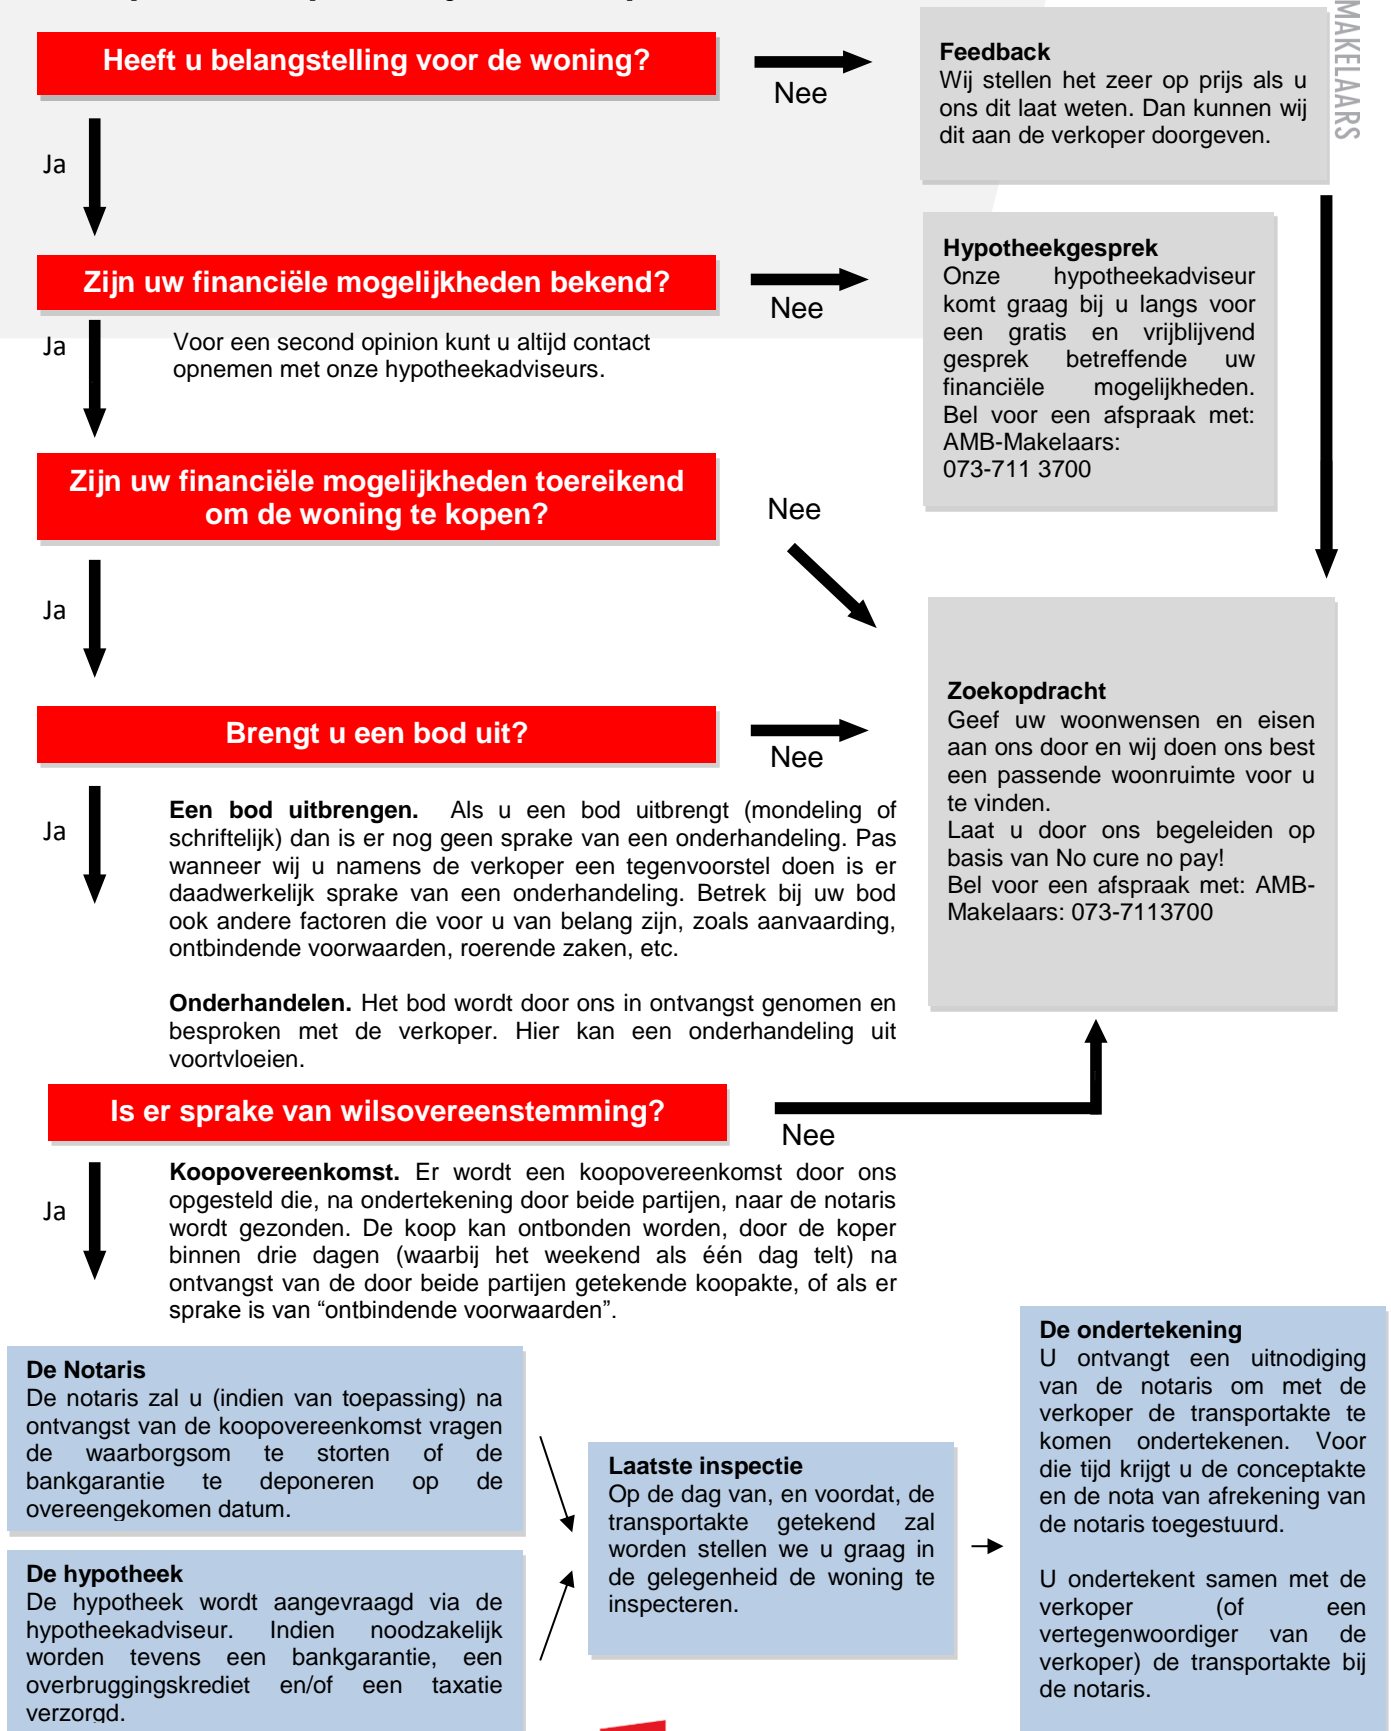 Heeft u belangstelling voor de woning?
Nee
Feedback
Wij stellen het zeer op prijs als u
ons dit laat weten. Dan kunnen wij
dit aan de verkoper doorgeven.
MAKELAARS
Ja
Zijn uw financiële mogelijkheden bekend?
Nee
Hypotheekgesprek
Onze hypotheekadviseur
komt graag bij u langs voor
een gratis en vrijblijvend
gesprek betreffende uw
financiële mogelijkheden.
Bel voor een afspraak met:
AMB-Makelaars:
073-711 3700
Ja
Voor een second opinion kunt u altijd contact
opnemen met onze hypotheekadviseurs.
Zijn uw financiële mogelijkheden toereikend
om de woning te kopen?
Nee
Ja
Zoekopdracht
Geef uw woonwensen en eisen
aan ons door en wij doen ons best
een passende woonruimte voor u
te vinden.
Laat u door ons begeleiden op
basis van No cure no pay!
Bel voor een afspraak met: AMB-
Makelaars: 073-7113700
Brengt u een bod uit?
Nee
Ja
Een bod uitbrengen. Als u een bod uitbrengt (mondeling of
schriftelijk) dan is er nog geen sprake van een onderhandeling. Pas
wanneer wij u namens de verkoper een tegenvoorstel doen is er
daadwerkelijk sprake van een onderhandeling. Betrek bij uw bod
ook andere factoren die voor u van belang zijn, zoals aanvaarding,
ontbindende voorwaarden, roerende zaken, etc.
Onderhandelen. Het bod wordt door ons in ontvangst genomen en
besproken met de verkoper. Hier kan een onderhandeling uit
voortvloeien.
Is er sprake van wilsovereenstemming?
Nee
Ja
Koopovereenkomst. Er wordt een koopovereenkomst door ons
opgesteld die, na ondertekening door beide partijen, naar de notaris
wordt gezonden. De koop kan ontbonden worden, door de koper
binnen drie dagen (waarbij het weekend als één dag telt) na
ontvangst van de door beide partijen getekende koopakte, of als er
sprake is van “ontbindende voorwaarden”.
De Notaris
De notaris zal u (indien van toepassing) na
ontvangst van de koopovereenkomst vragen
de waarborgsom te storten of de
bankgarantie te deponeren op de
overeengekomen datum.
De hypotheek
De hypotheek wordt aangevraagd via de
hypotheekadviseur. Indien noodzakelijk
worden tevens een bankgarantie, een
overbruggingskrediet en/of een taxatie
verzorgd.
Laatste inspectie
Op de dag van, en voordat, de
transportakte getekend zal
worden stellen we u graag in
de gelegenheid de woning te
inspecteren.
De ondertekening
U ontvangt een uitnodiging
van de notaris om met de
verkoper de transportakte te
komen ondertekenen. Voor
die tijd krijgt u de conceptakte
en de nota van afrekening van
de notaris toegestuurd.
U ondertekent samen met de
verkoper (of een
vertegenwoordiger van de
verkoper) de transportakte bij
de notaris.